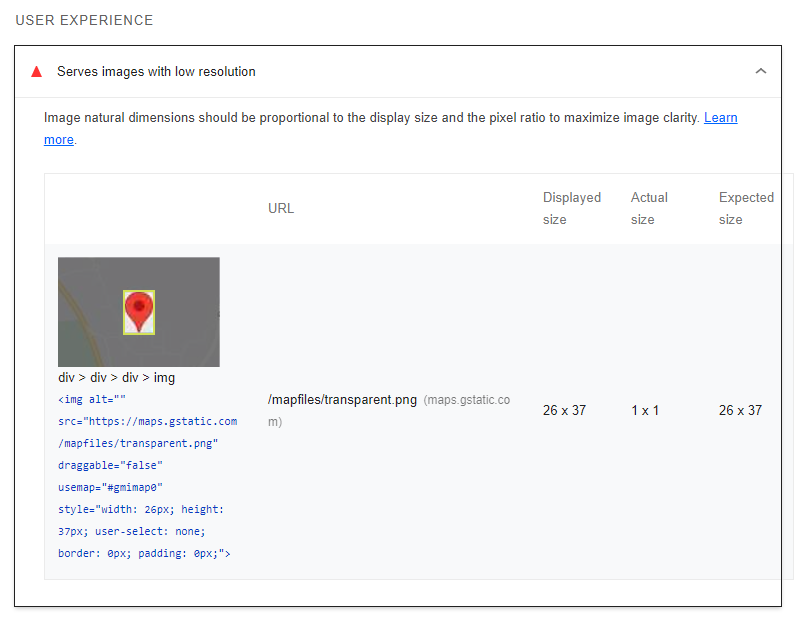 USER EXPERIENCE
Serves images with low resolution
Image natural dimensions should be proportional to the display size and the pixel ratio to maximize image clarity. Learn
more.
URL
Displayed
size
Actual
size
Expected
size
div > div > div > img
<img alt=""
src="https://maps.gstatic.com
/mapfiles/transparent.png"
draggable="false"
usemap="#gmimap0"
style="width: 26px; height:
37px; user-select: none;
border: 0px; padding: 0px;">
/mapfiles/transparent.png (maps.gstatic.co
m)
26 x 37
1 x 1
26 x 37